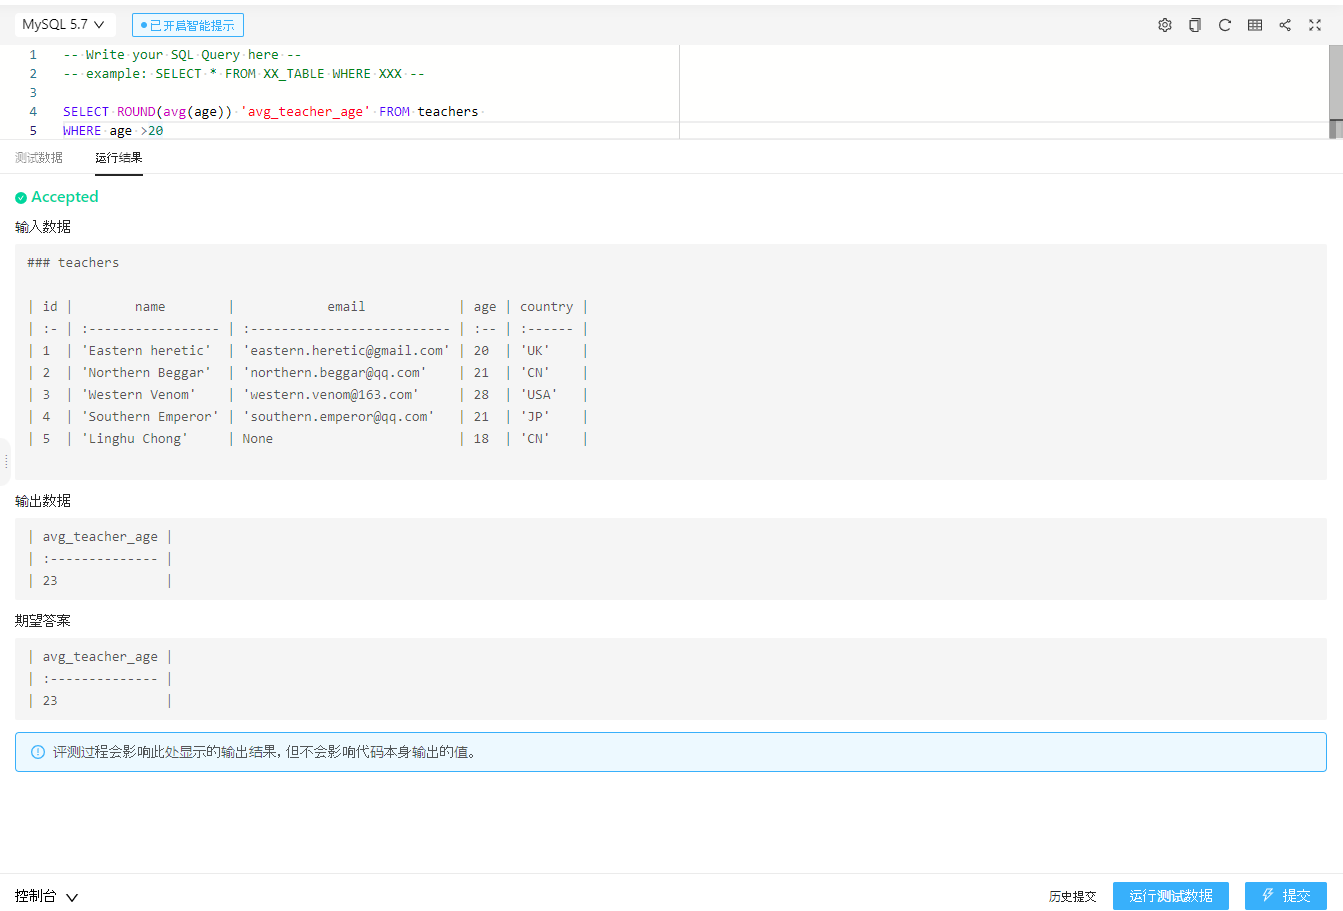 MySQL 5.7
已开启智能提示
1 -- Write your SQL Query here --
2 -- example: SELECT * FROM XX_TABLE WHERE XXX --
3
4 SELECT ROUND(avg(age)) 'avg_teacher_age' FROM teachers
5 WHERE age >20
测试数据 运行结果
Accepted
输入数据
### teachers
| id | name | email | age | country |
| :- | :----------------- | :-------------------------- | :-- | :------ |
| 1 | 'Eastern heretic' | 'eastern.heretic@gmail.com' | 20 | 'UK' |
| 2 | 'Northern Beggar' | 'northern.beggar@qq.com' | 21 | 'CN' |
| 3 | 'Western Venom' | 'western.venom@163.com' | 28 | 'USA' |
| 4 | 'Southern Emperor' | 'southern.emperor@qq.com' | 21 | 'JP' |
| 5 | 'Linghu Chong' | None | 18 | 'CN' |
输出数据
| avg_teacher_age |
| :-------------- |
| 23 |
期望答案
| avg_teacher_age |
| :-------------- |
| 23 |
评测过程会影响此处显示的输出结果，但不会影响代码本身输出的值。
控制台 历史提交 运行测试数据 提交